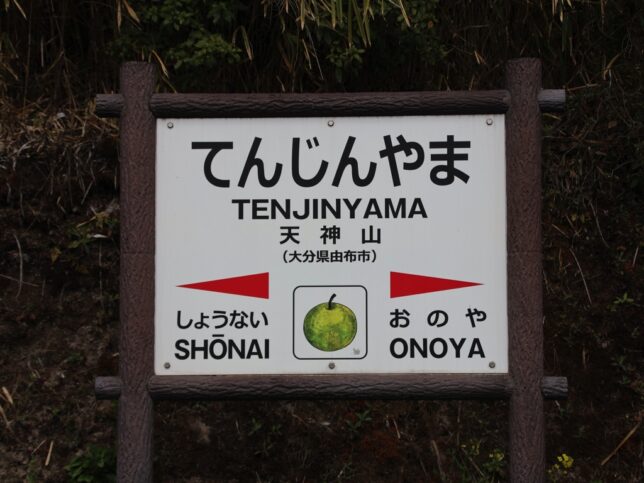 てんじんやま
TENJINYAMA
天神山
(大分県由布市)
しょうない
SHŌNAI
おのや
ONOYA